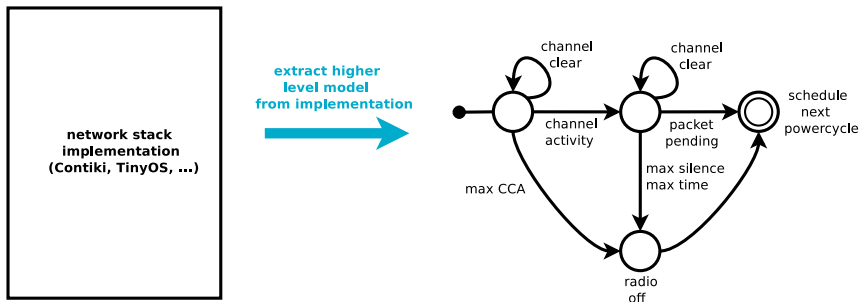 network stack
implementation
(Contiki, TinyOS, ...)
extract higher
level model
from implementation
channel
clear
channel
clear
channel
activity
packet
pending
schedule
next
powercycle
max CCA
max silence
max time
radio
off